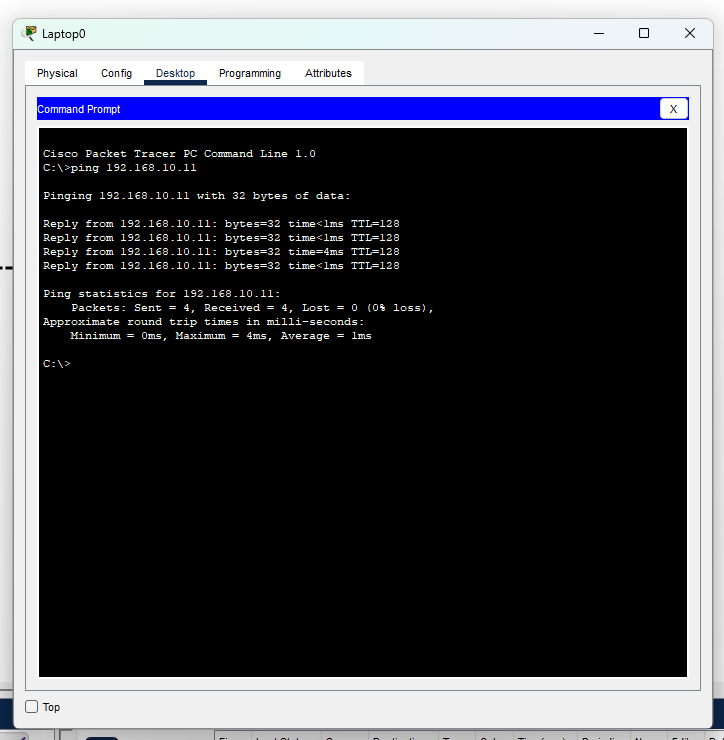 Laptop0
Physical Config Desktop Programming Attributes
Command Prompt
X
Cisco Packet Tracer PC Command Line 1.0
C:\>ping 192.168.10.11
Pinging 192.168.10.11 with 32 bytes of data:
Reply from 192.168.10.11: bytes=32 time<1ms TTL=128
Reply from 192.168.10.11: bytes=32 time<1ms TTL=128
Reply from 192.168.10.11: bytes=32 time=4ms TTL=128
Reply from 192.168.10.11: bytes=32 time<1ms TTL=128
Ping statistics for 192.168.10.11:
Packets: Sent = 4, Received = 4, Lost = 0 (0% loss),
Approximate round trip times in milli-seconds:
Minimum = 0ms, Maximum = 4ms, Average = 1ms
C:\>
Top